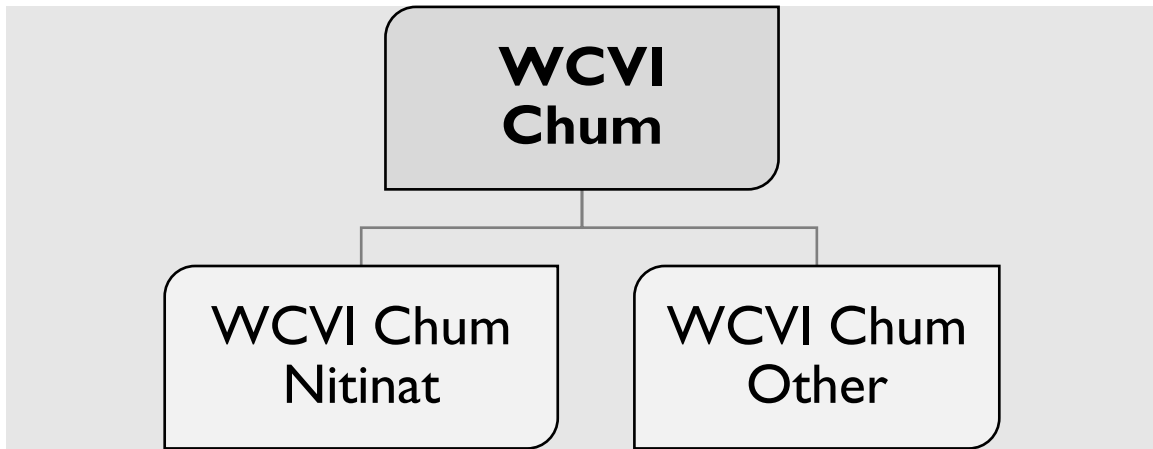 WCVI
Chum
WCVI Chum
Nitinat
WCVI Chum
Other